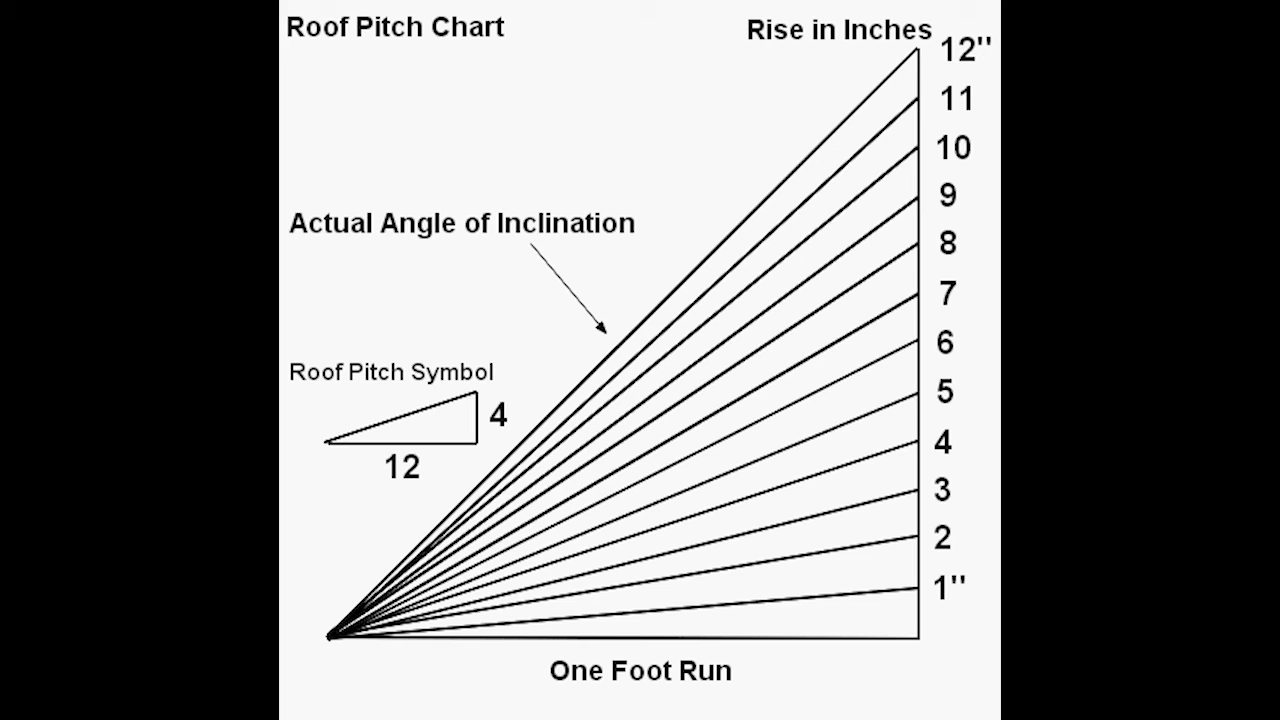 Roof Pitch Chart
Rise in Inches
12"
11
10
9
8
7
6
5
4
3
2
1"
Actual Angle of Inclination
Roof Pitch Symbol
4
12
One Foot Run